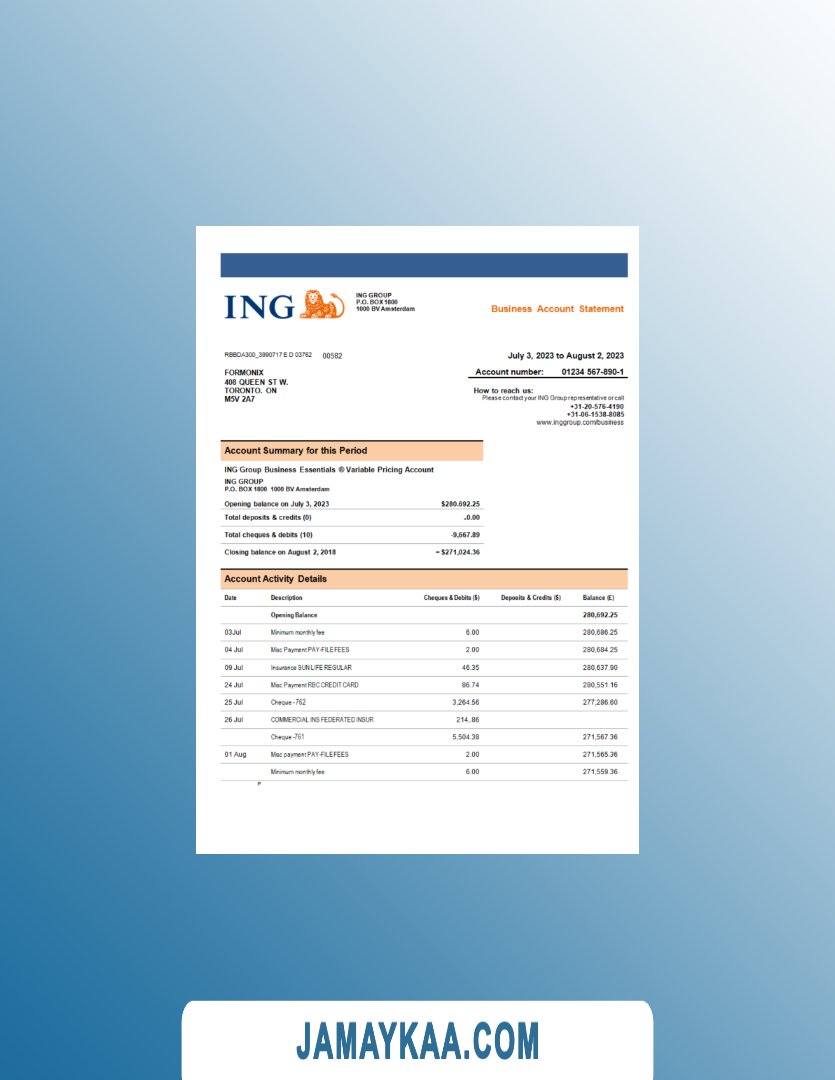 ING
ING GROUP
P.O. BOX 1800
1000 BV Amsterdam
Business Account Statement
RBBDA300_3990717 E D 03762 00582
July 3, 2023 to August 2, 2023
Account number: 01234 567-890-1
FORMONIX
408 QUEEN ST W.
TORONTO. ON
M5V 2A7
How to reach us:
Please contact your ING Group representative or call
+31-20-576-4190
+31-06-1538-8085
www.inggroup.com/business
Account Summary for this Period
ING Group Business Essentials ® Variable Pricing Account
ING GROUP
P.O. BOX 1800 1000 BV Amsterdam
Opening balance on July 3, 2023 $280.692.25
Total deposits & credits (0) .0.00
Total cheques & debits (10) -9,667.89
Closing balance on August 2, 2018 = $271,024.36
Account Activity Details
Date Description Cheques & Debits ($) Deposits & Credits ($) Balance (£)
Opening Balance 280,692.25
03Jul Minimum monthly fee 6.00 280,686.25
04 Jul Misc Payment PAY-FILE FEES 2.00 280,684.25
09 Jul Insurance SUN LIFE REGULAR 46.35 280,637.90
24 Jul Misc Payment RBC CREDIT CARD 86.74 280,551.16
25 Jul Cheque -762 3,264.56 277,286.60
26 Jul COMMERCIAL INS FEDERATED INSUR 214,.86
Cheque -761 5,504.38 271,567.36
01 Aug Misc payment PAY-FILE FEES 2.00 271,565.36
Minimum monthly fee 6.00 271,559.36
P
JAMAYKAA.COM